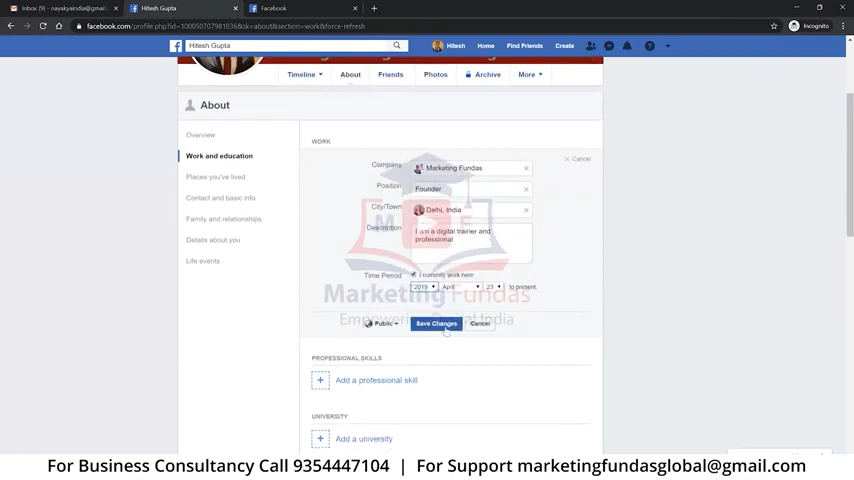 Inbox (9) - nayakyaindia@gmail.
Hitesh Gupta
Facebook
facebook.com/profile.php?id=100050707981036&sk=about&section=work&force-refresh
Incognito
Hitesh Gupta
Hitesh Home Find Friends Create
Timeline About Friends Photos Archive More
About
Overview
Work and education
Places you've lived
Contact and basic info
Family and relationships
Details about you
Life events
WORK
Cancel
Company Marketing Fundas
Position Founder
City/Town Delhi, India
Description I am a digital trainer and
professional
Time Period I currently work here
2019 April 23 to present.
Public Save Changes Cancel
Marketing Fundas
Empowering Digital India
PROFESSIONAL SKILLS
Add a professional skill
UNIVERSITY
Add a university
For Business Consultancy Call 9354447104 | For Support marketingfundasglobal@gmail.com